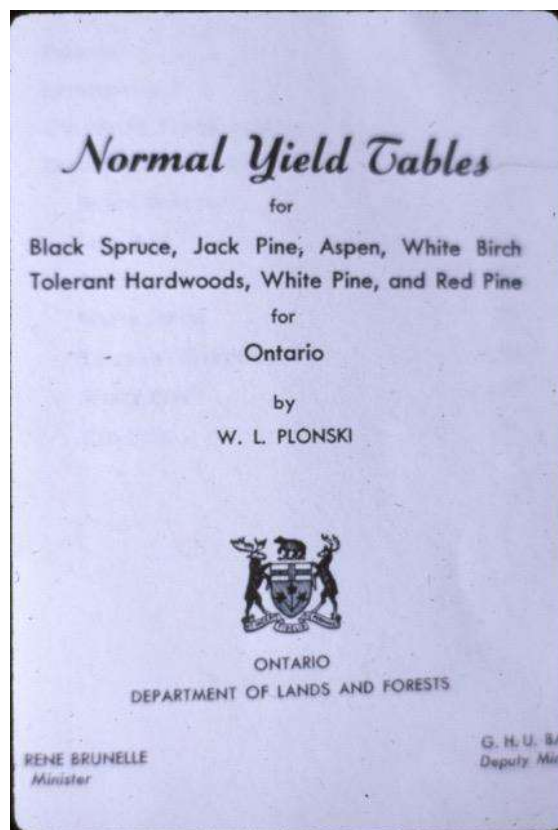 Normal Yield Tables
for
Black Spruce, Jack Pine, Aspen, White Birch
Tolerant Hardwoods, White Pine, and Red Pine
for
Ontario
by
W. L. PLONSKI
ONTARIO
DEPARTMENT OF LANDS AND FORESTS
RENE BRUNELLE
Minister
G. H. U.
Deputy